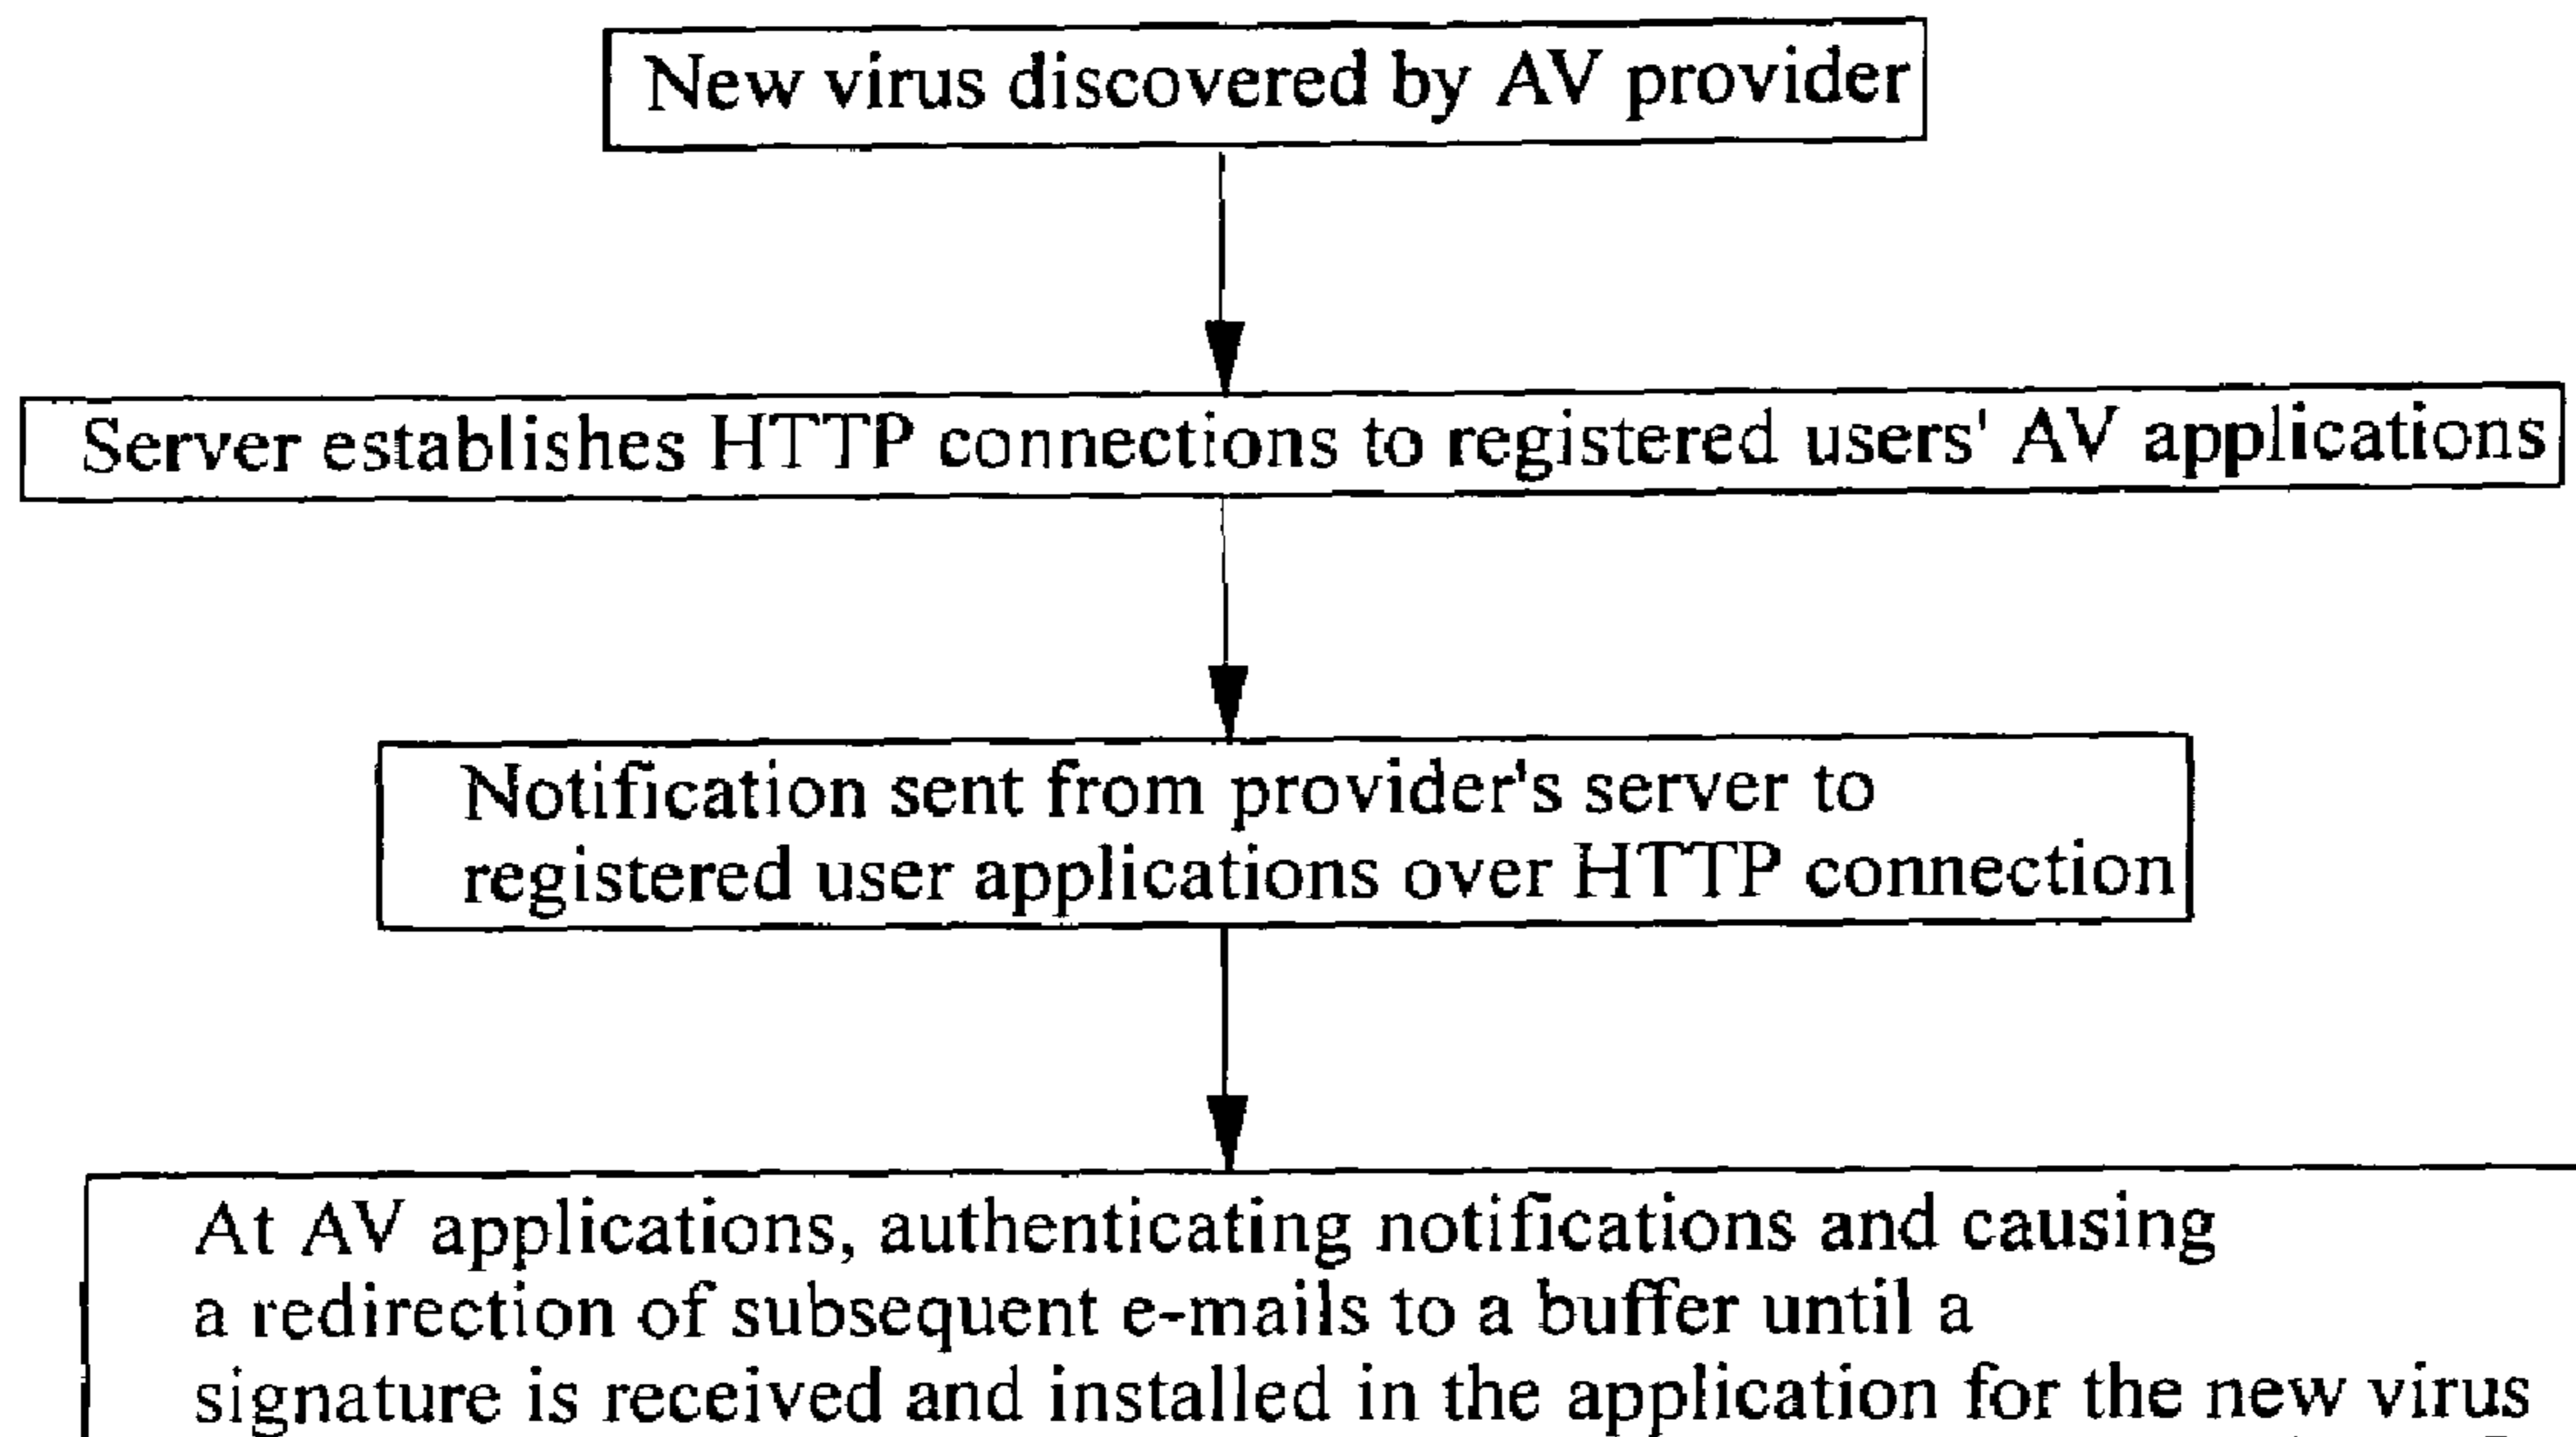 New virus discovered by AV provider
Server establishes HTTP connections to registered users' AV applications
Notification sent from provider's server to
registered user applications over HTTP connection
At AV applications, authenticating notifications and causing
a redirection of subsequent e-mails to a buffer until a
signature is received and installed in the application for the new virus